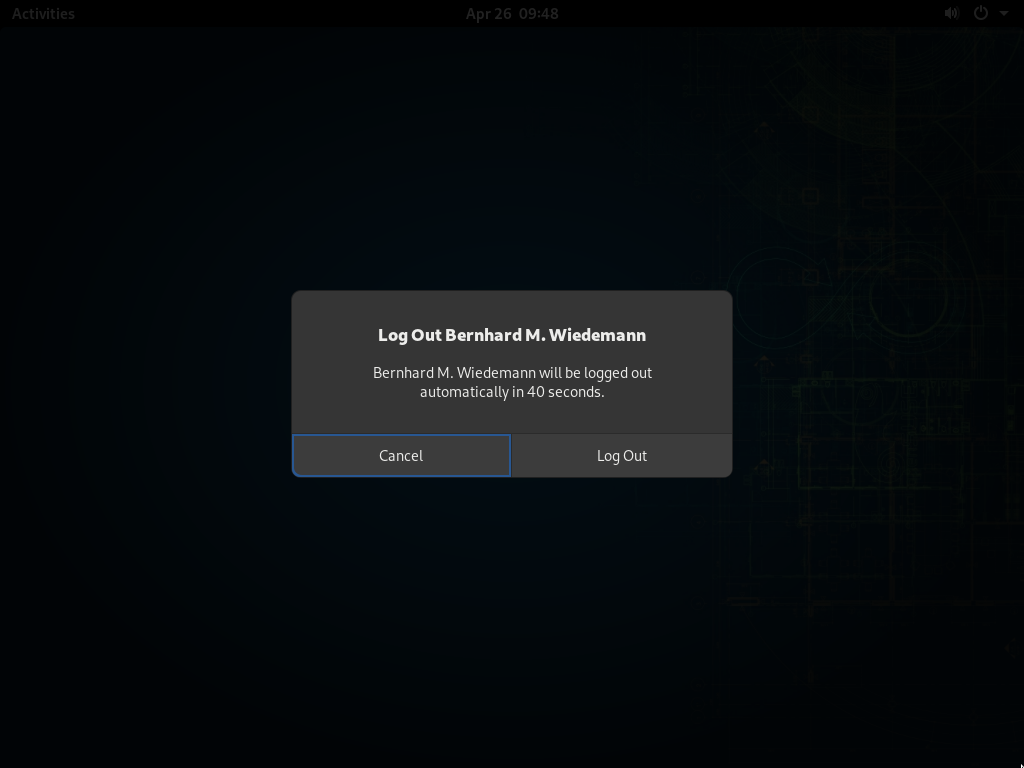 Activities
Apr 26 09:48
Log Out Bernhard M. Wiedemann
Bernhard M. Wiedemann will be logged out
automatically in 40 seconds.
Cancel
Log Out